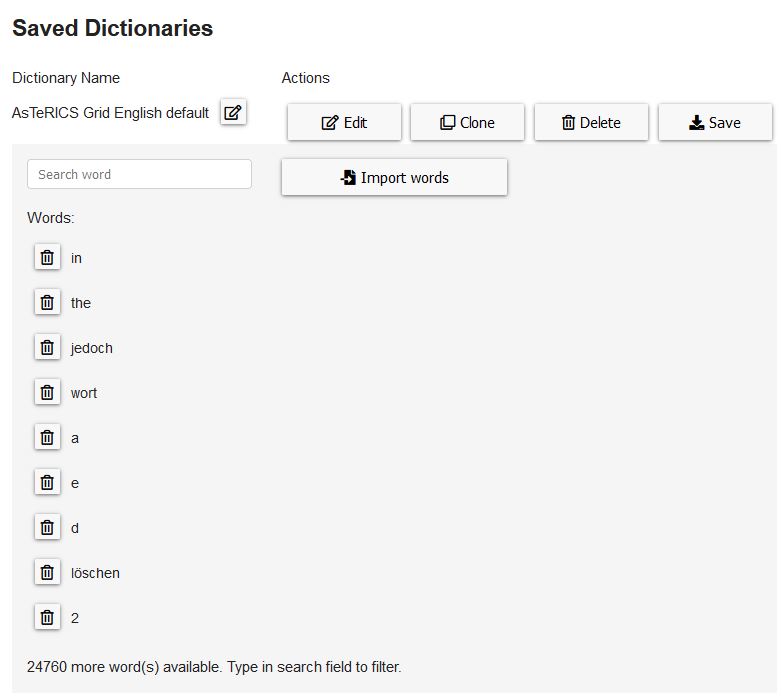 Saved Dictionaries
Dictionary Name Actions
AsTeRICS Grid English default Edit Clone Delete Save
Search word Import words
Words:
in
the
jedoch
wort
a
e
d
löschen
2
24760 more word(s) available. Type in search field to filter.